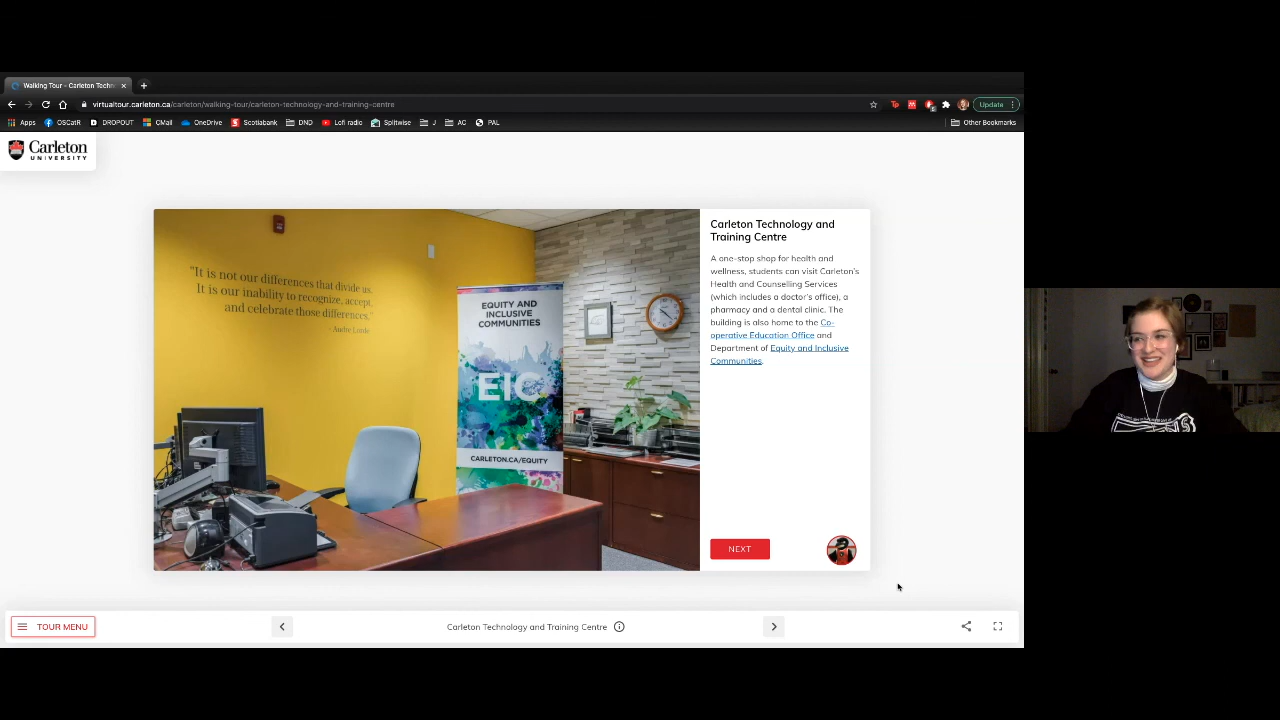 Walking Tour – Carleton Techn
virtualtour.carleton.ca/carleton/walking-tour/carleton-technology-and-training-centre
Update
Apps OSCatR DROPOUT GMail OneDrive Scotiabank DND Lofi radio Splitwise J AC PAL Other Bookmarks
Carleton
UNIVERSITY
"It is not our differences that divide us.
It is our inability to recognize, accept,
and celebrate those differences."
- Audre Lorde
EQUITY AND
INCLUSIVE
COMMUNITIES
EIC
CARLETON.CA/EQUITY
Carleton Technology and
Training Centre
A one-stop shop for health and
wellness, students can visit Carleton's
Health and Counselling Services
(which includes a doctor's office), a
pharmacy and a dental clinic. The
building is also home to the Co-
operative Education Office and
Department of Equity and Inclusive
Communities.
NEXT
TOUR MENU
Carleton Technology and Training Centre